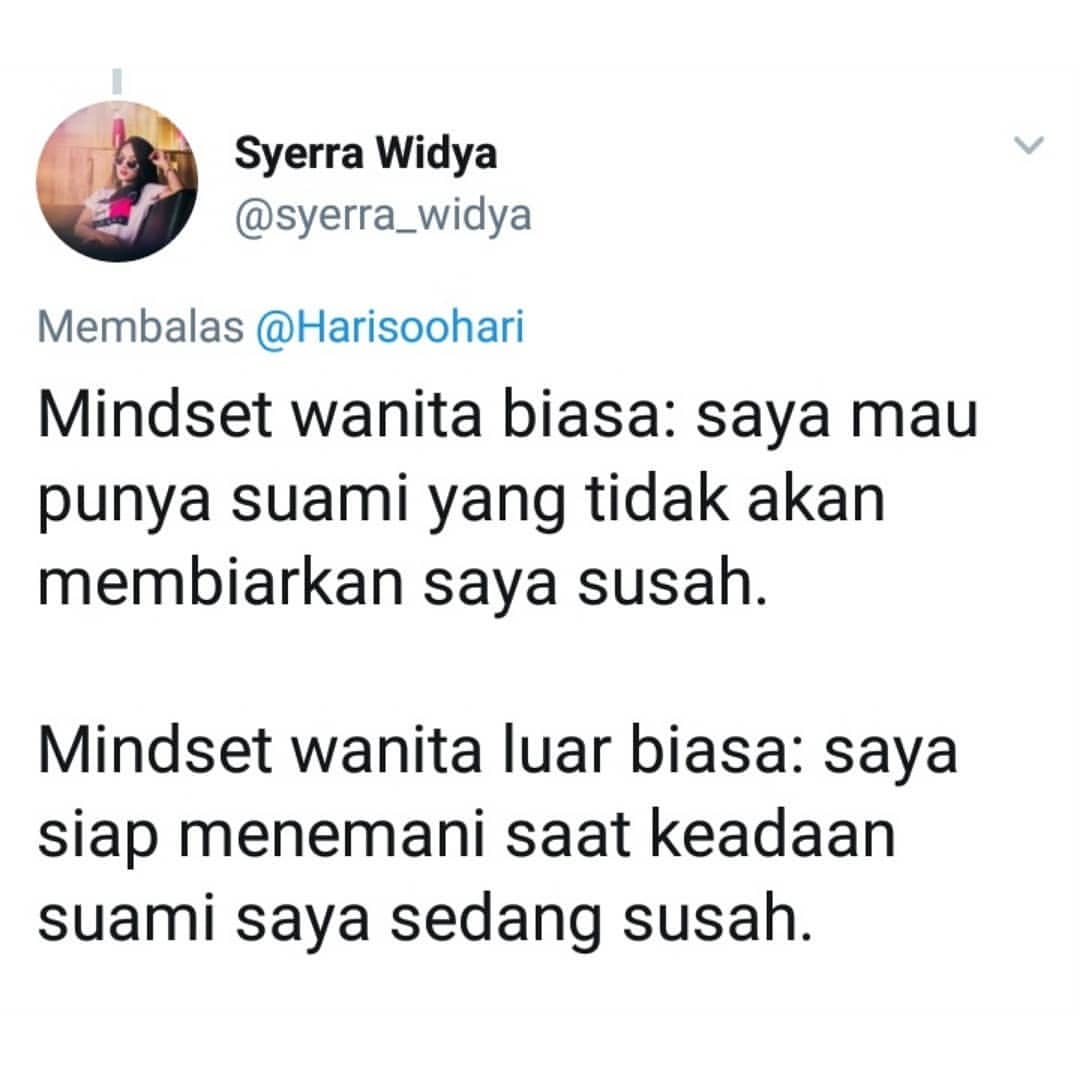 Syerra Widya
@syerra_widya
Membalas @Harisoohari
Mindset wanita biasa: saya mau
punya suami yang tidak akan
membiarkan saya susah.
Mindset wanita luar biasa: saya
siap menemani saat keadaan
suami saya sedang susah.